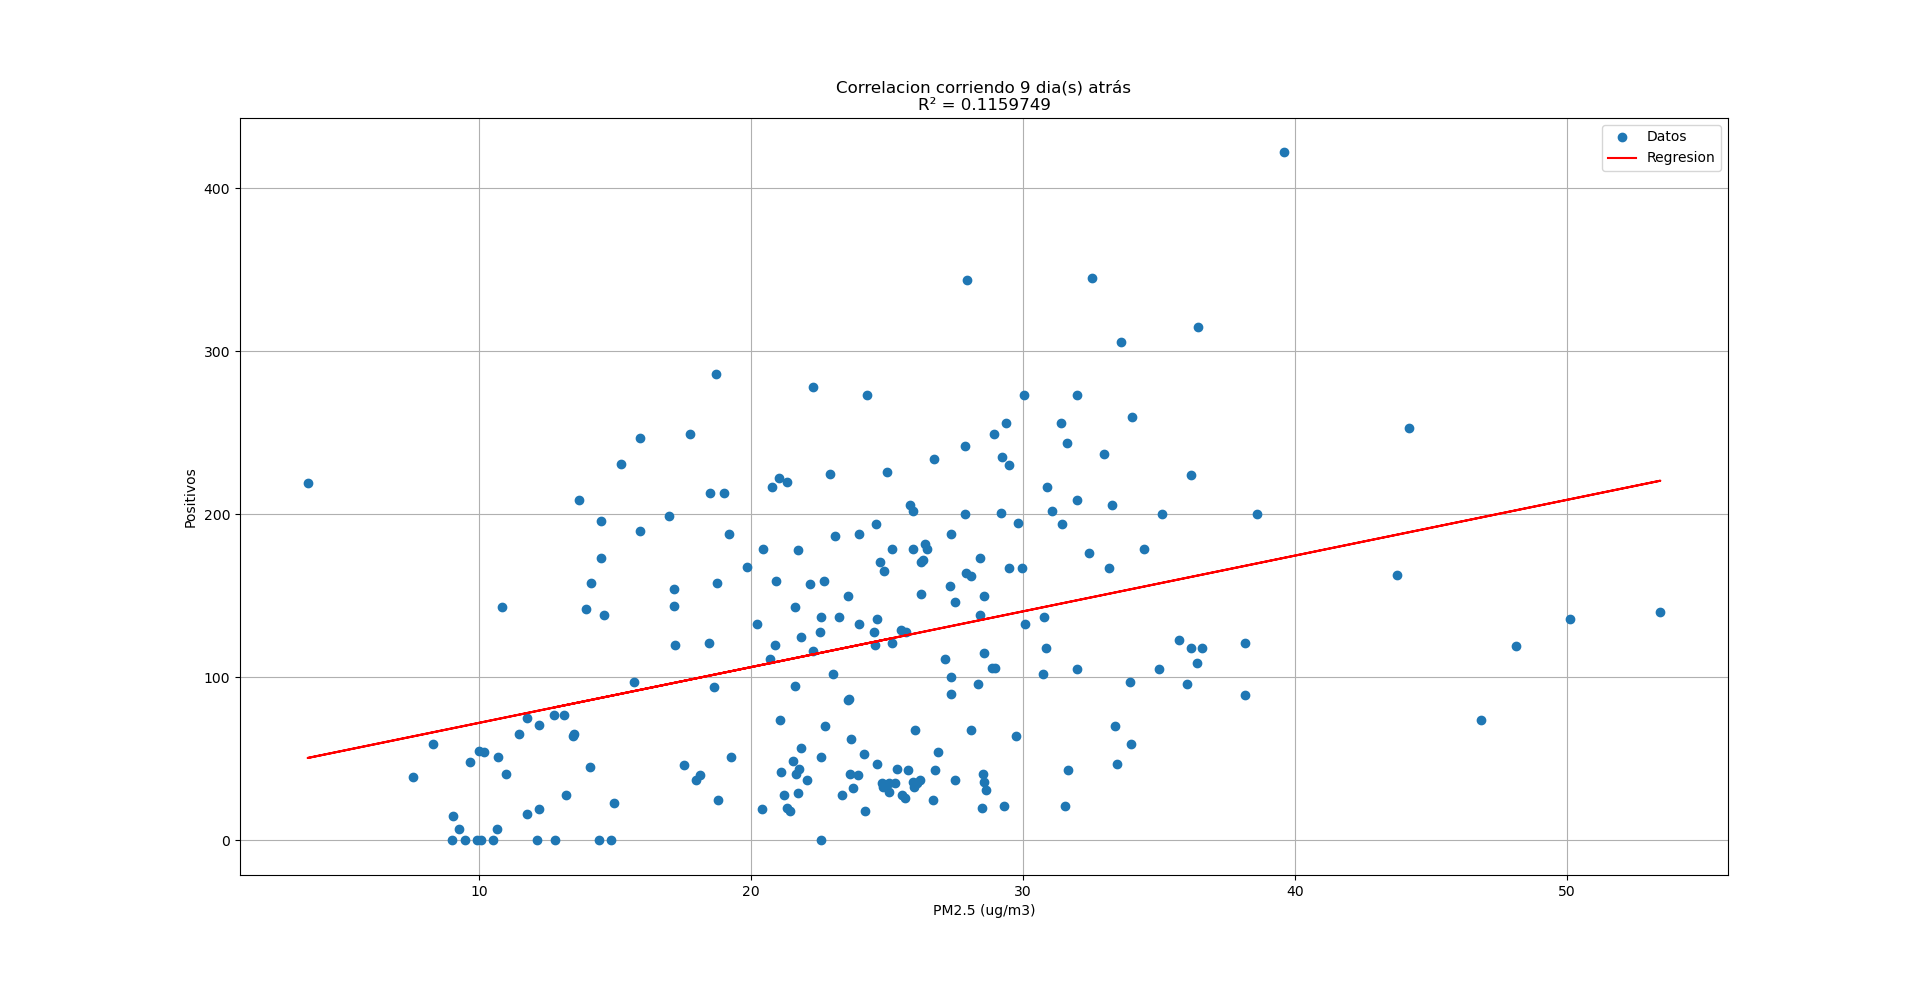 Correlacion corriendo 9 dia(s) atrás
R² = 0.1159749
Datos
Regresion
Positivos
400
300
200
100
0
10
20
30
40
50
PM2.5 (ug/m3)